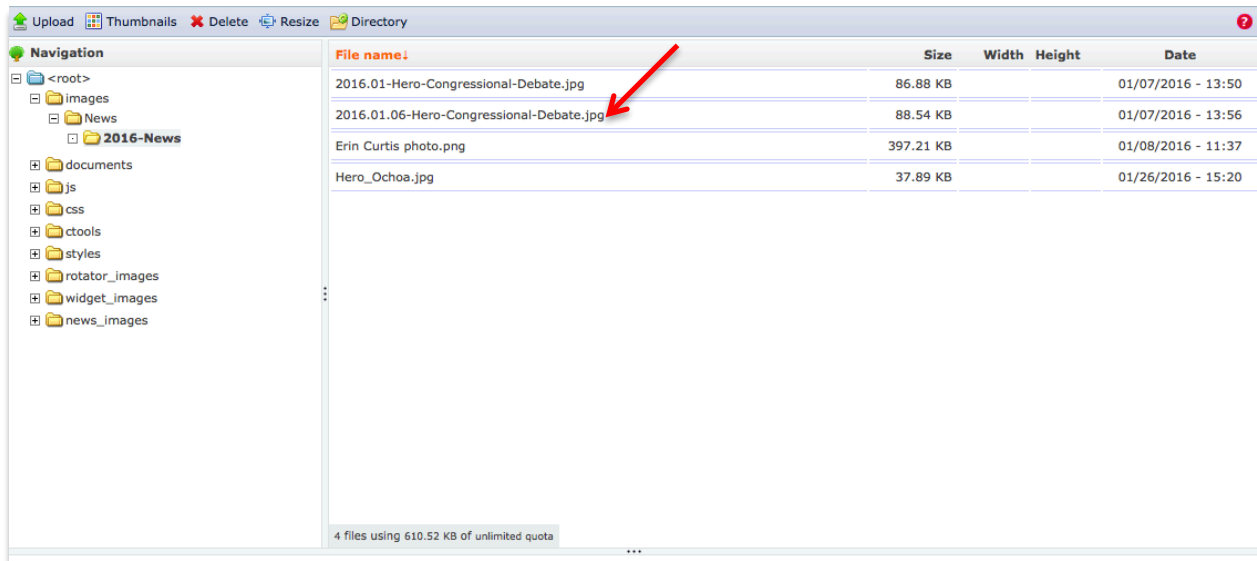 Upload Thumbnails Delete Resize Directory ?
Navigation
<root>
images
News
2016-News
documents
js
css
ctools
styles
rotator_images
widget_images
news_images
File name↓ Size Width Height Date
2016.01-Hero-Congressional-Debate.jpg 86.88 KB 01/07/2016 - 13:50
2016.01.06-Hero-Congressional-Debate.jpg 88.54 KB 01/07/2016 - 13:56
Erin Curtis photo.png 397.21 KB 01/08/2016 - 11:37
Hero_Ochoa.jpg 37.89 KB 01/26/2016 - 15:20
4 files using 610.52 KB of unlimited quota